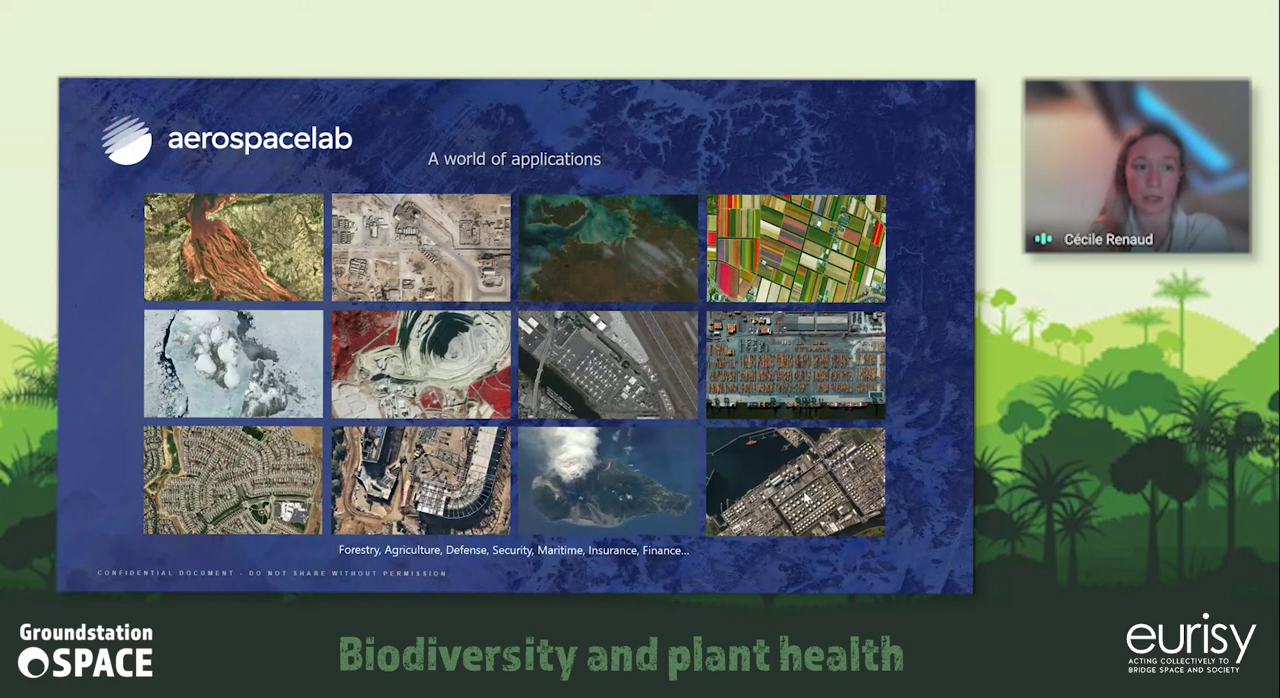 aerospacelab
A world of applications
Forestry, Agriculture, Defense, Security, Maritime, Insurance, Finance...
CONFIDENTIAL DOCUMENT - DO NOT SHARE WITHOUT PERMISSION
Cécile Renaud
Groundstation
SPACE
Biodiversity and plant health
eurisy
ACTING COLLECTIVELY TO
BRIDGE SPACE AND SOCIETY